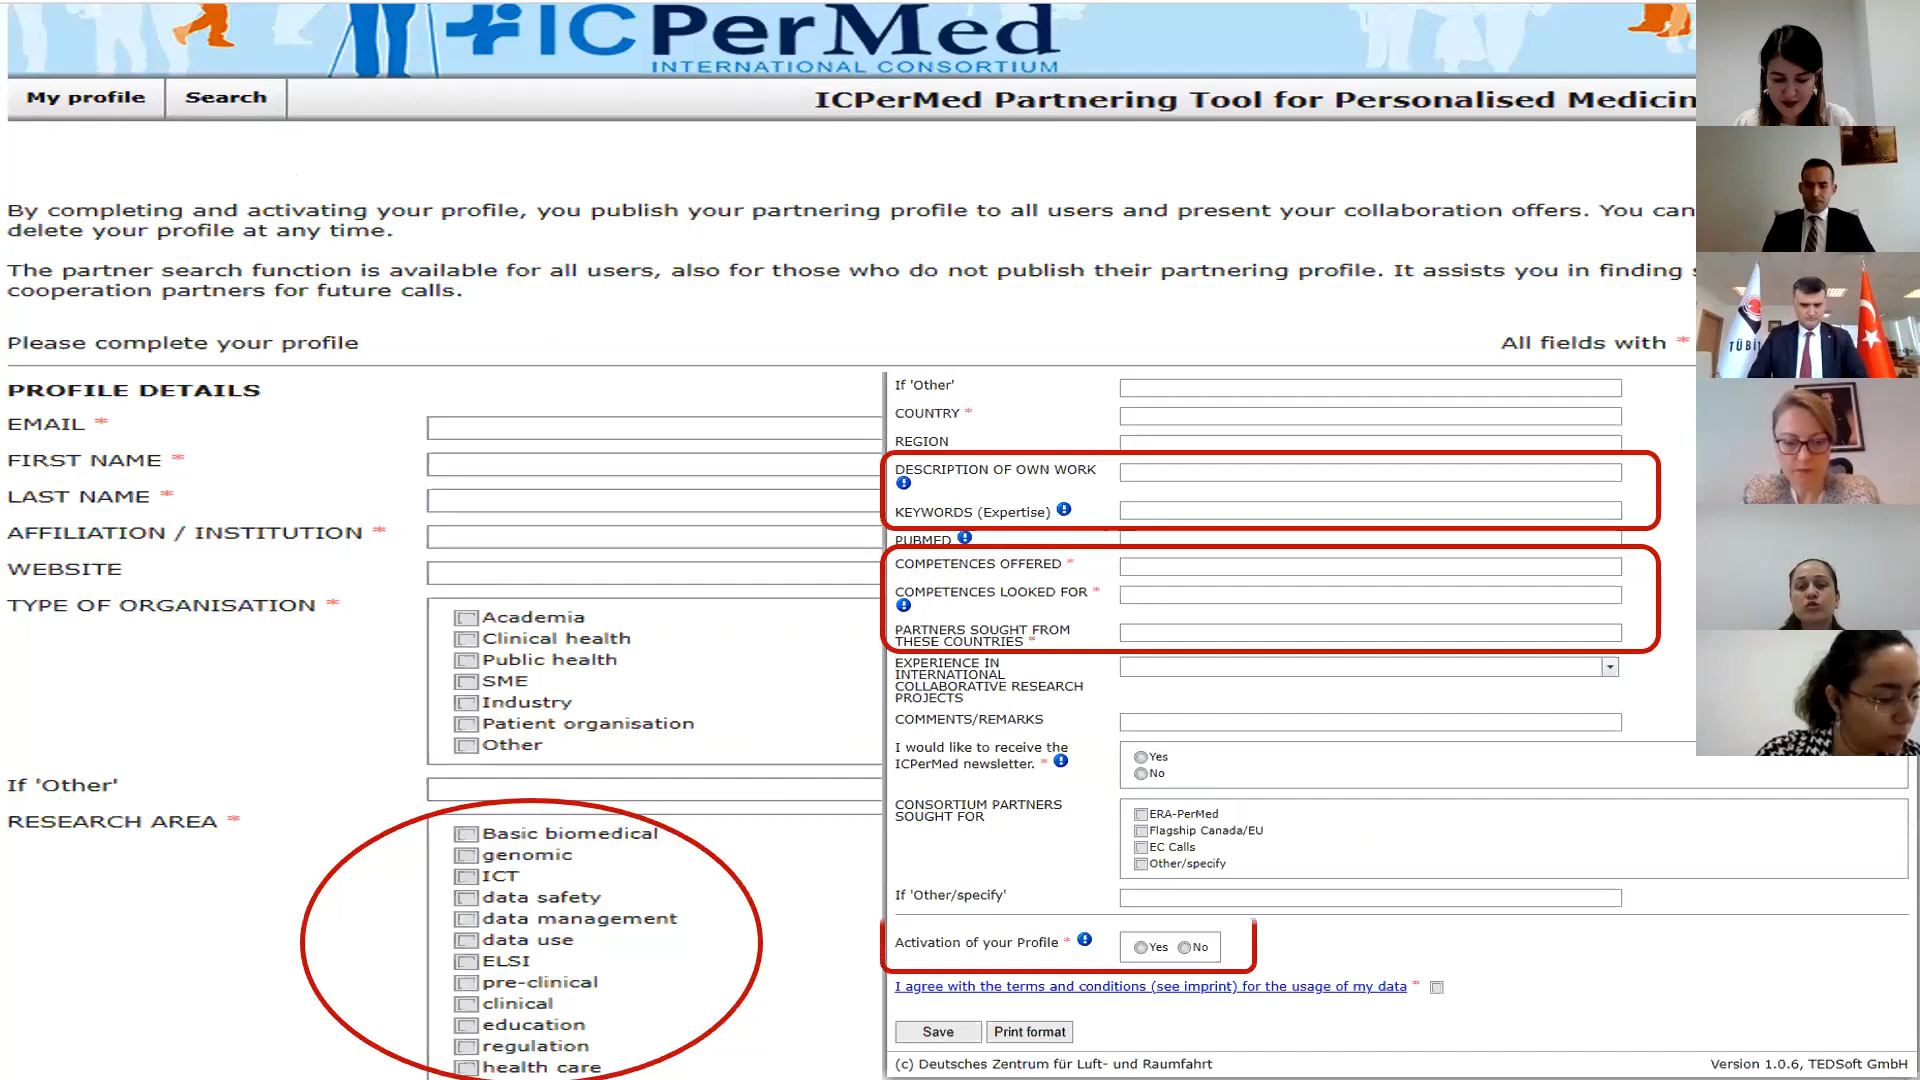 ICPerMed
INTERNATIONAL CONSORTIUM
My profile
Search
ICPerMed Partnering Tool for Personalised Medicin
By completing and activating your profile, you publish your partnering profile to all users and present your collaboration offers. You can
delete your profile at any time.
The partner search function is available for all users, also for those who do not publish their partnering profile. It assists you in finding
cooperation partners for future calls.
Please complete your profile
All fields with *
PROFILE DETAILS
EMAIL *
FIRST NAME *
LAST NAME *
AFFILIATION / INSTITUTION *
WEBSITE
TYPE OF ORGANISATION *
Academia
Clinical health
Public health
SME
Industry
Patient organisation
Other
If 'Other'
RESEARCH AREA *
Basic biomedical
genomic
ICT
data safety
data management
data use
ELSI
pre-clinical
clinical
education
regulation
health care
If 'Other'
COUNTRY *
REGION
DESCRIPTION OF OWN WORK
KEYWORDS (Expertise)
PUBMED
COMPETENCES OFFERED *
COMPETENCES LOOKED FOR *
PARTNERS SOUGHT FROM
THESE COUNTRIES *
EXPERIENCE IN
INTERNATIONAL
COLLABORATIVE RESEARCH
PROJECTS
COMMENTS/REMARKS
I would like to receive the
ICPerMed newsletter. *
Yes
No
CONSORTIUM PARTNERS
SOUGHT FOR
ERA-PerMed
Flagship Canada/EU
EC Calls
Other/specify
If 'Other/specify'
Activation of your Profile *
Yes No
I agree with the terms and conditions (see imprint) for the usage of my data *
Save
Print format
(c) Deutsches Zentrum für Luft- und Raumfahrt
Version 1.0.6, TEDSoft GmbH